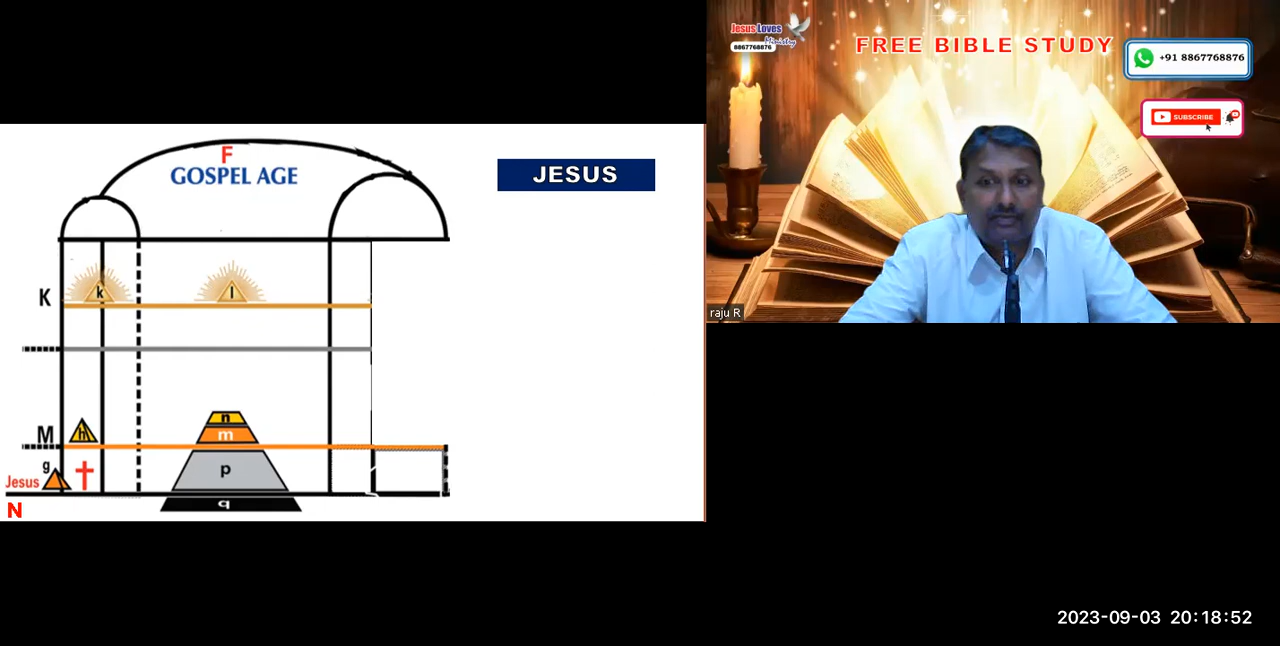 F
GOSPEL AGE
JESUS
K
k
l
M
h
n
m
g
p
Jesus
q
N
Jesus Loves
Ministry
8867768876
FREE BIBLE STUDY
+91 8867768876
SUBSCRIBE
raju R
2023-09-03 20:18:52